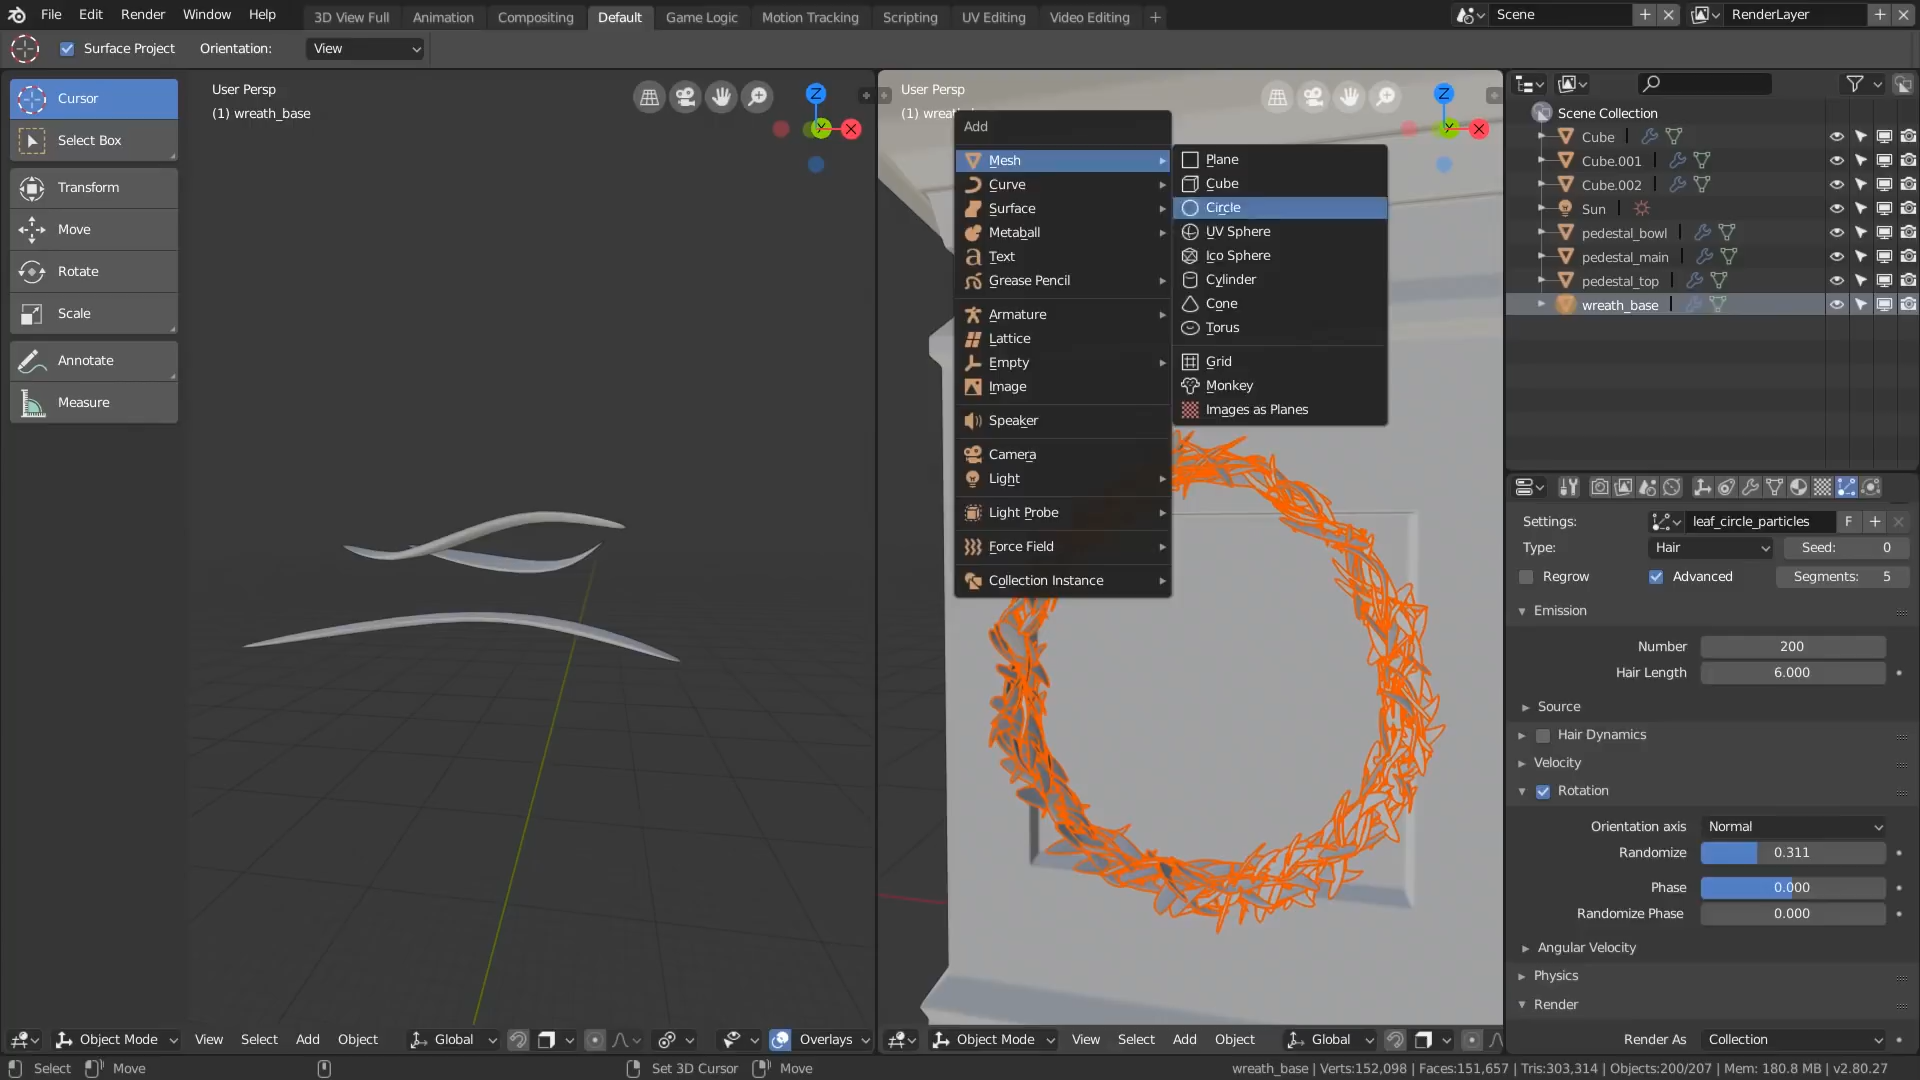 File Edit Render Window Help
3D View Full Animation Compositing Default Game Logic Motion Tracking Scripting UV Editing Video Editing +
Scene
RenderLayer
Surface Project Orientation: View
Cursor
Select Box
Transform
Move
Rotate
Scale
Annotate
Measure
User Persp
(1) wreath_base
Z
Y
X
User Persp
(1) wreat
Z
Y
X
Add
Mesh
Curve
Surface
Metaball
Text
Grease Pencil
Armature
Lattice
Empty
Image
Speaker
Camera
Light
Light Probe
Force Field
Collection Instance
Plane
Cube
Circle
UV Sphere
Ico Sphere
Cylinder
Cone
Torus
Grid
Monkey
Images as Planes
Scene Collection
Cube
Cube.001
Cube.002
Sun
pedestal_bowl
pedestal_main
pedestal_top
wreath_base
Settings: leaf_circle_particles F
Type: Hair Seed: 0
Regrow Advanced Segments: 5
Emission
Number 200
Hair Length 6.000
Source
Hair Dynamics
Velocity
Rotation
Orientation axis Normal
Randomize 0.311
Phase 0.000
Randomize Phase 0.000
Angular Velocity
Physics
Render
Render As Collection
Object Mode View Select Add Object Global Overlays
Object Mode View Select Add Object Global
Select Move Set 3D Cursor Move
wreath_base | Verts:152,098 | Faces:151,657 | Tris:303,314 | Objects:200/207 | Mem: 180.8 MB | v2.80.27